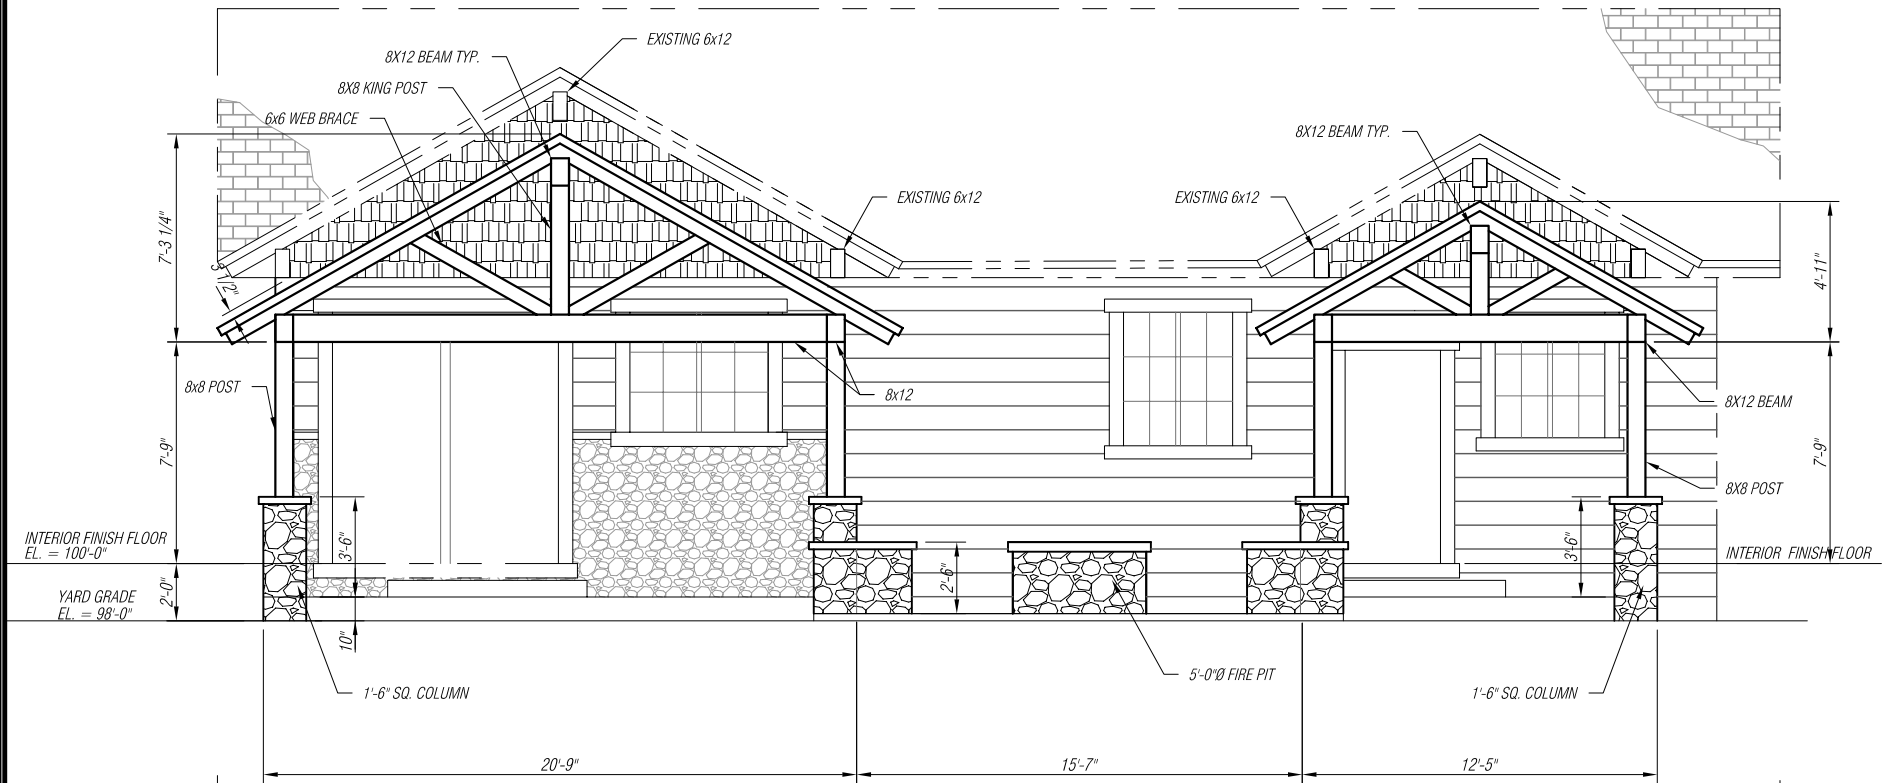 EXISTING 6x12
8X12 BEAM TYP.
8X8 KING POST
6x6 WEB BRACE
8X12 BEAM TYP.
EXISTING 6x12
EXISTING 6x12
7'-3 1/4"
4'-11"
8x8 POST
8x12
8X12 BEAM
7'-9"
7'-9"
8X8 POST
INTERIOR FINISH FLOOR
EL. = 100'-0"
3'-6"
3'-6"
INTERIOR FINISH FLOOR
YARD GRADE
EL. = 98'-0"
2'-0"
2'-6"
10"
5'-0"Ø FIRE PIT
1'-6" SQ. COLUMN
1'-6" SQ. COLUMN
20'-9"
15'-7"
12'-5"